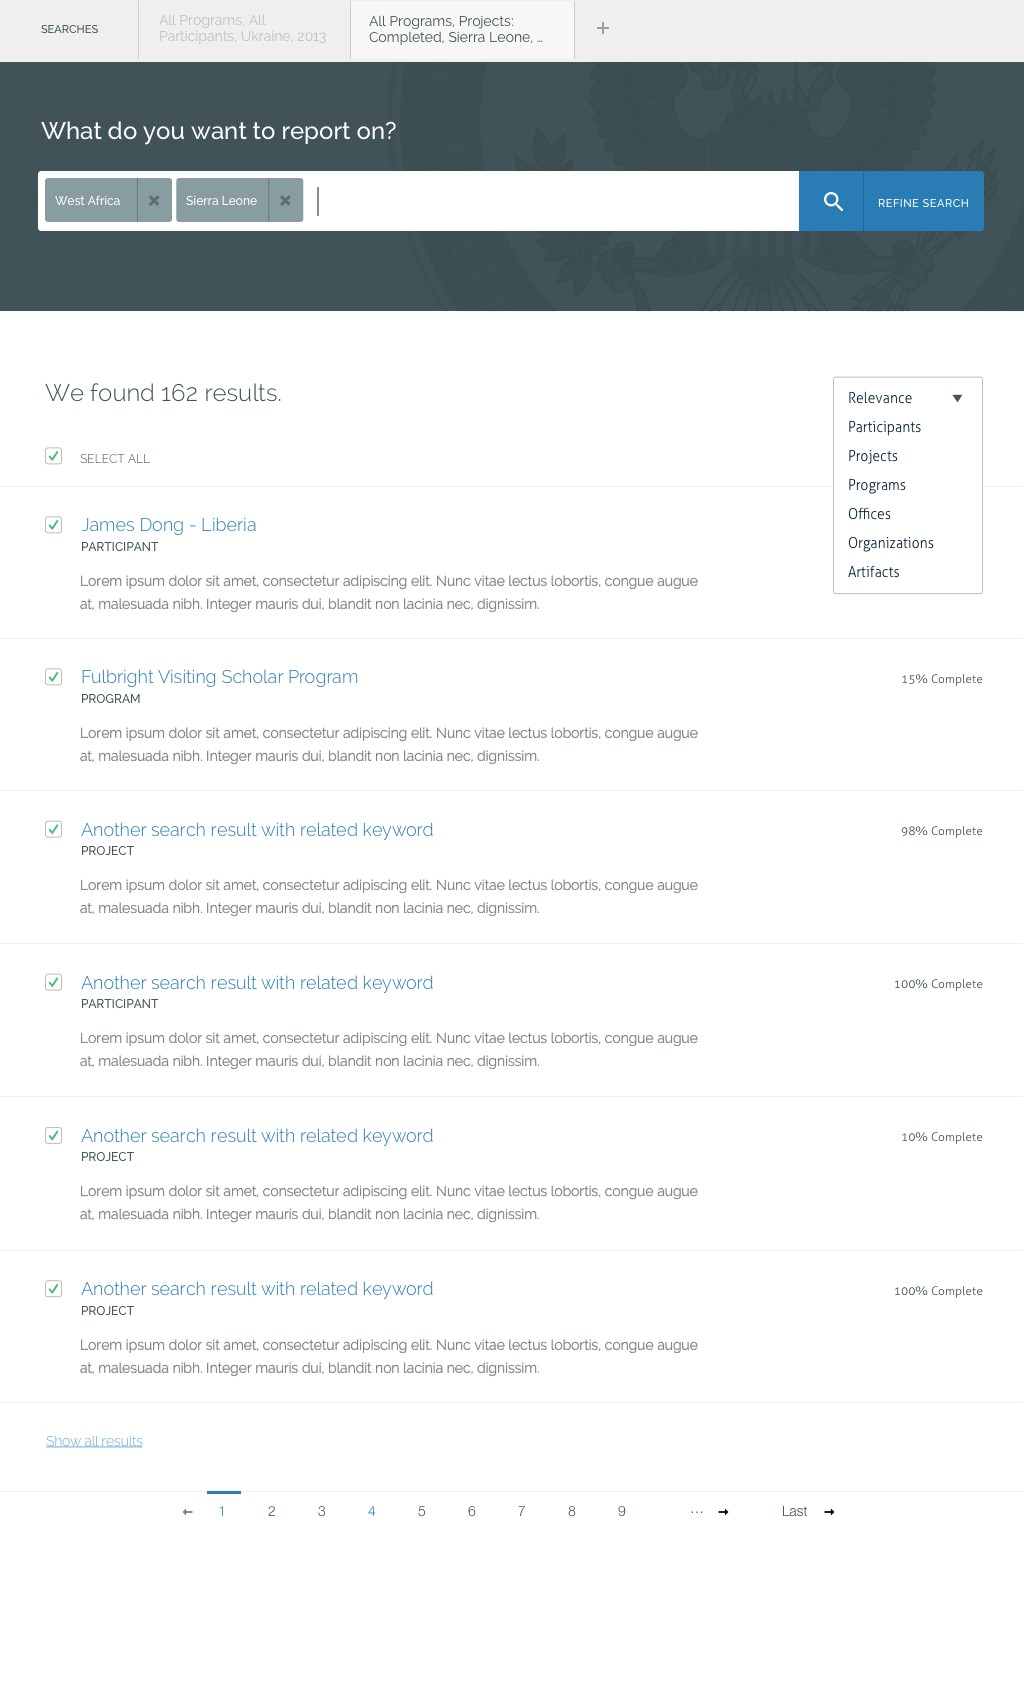 SEARCHES
All Programs, All
Participants, Ukraine, 2013
All Programs, Projects:
Completed, Sierra Leone, ...
+
What do you want to report on?
West Africa
Sierra Leone
REFINE SEARCH
We found 162 results.
Relevance
Participants
Projects
Programs
Offices
Organizations
Artifacts
SELECT ALL
James Dong - Liberia
PARTICIPANT
Lorem ipsum dolor sit amet, consectetur adipiscing elit. Nunc vitae lectus lobortis, congue augue
at, malesuada nibh. Integer mauris dui, blandit non lacinia nec, dignissim.
Fulbright Visiting Scholar Program
15% Complete
PROGRAM
Lorem ipsum dolor sit amet, consectetur adipiscing elit. Nunc vitae lectus lobortis, congue augue
at, malesuada nibh. Integer mauris dui, blandit non lacinia nec, dignissim.
Another search result with related keyword
98% Complete
PROJECT
Lorem ipsum dolor sit amet, consectetur adipiscing elit. Nunc vitae lectus lobortis, congue augue
at, malesuada nibh. Integer mauris dui, blandit non lacinia nec, dignissim.
Another search result with related keyword
100% Complete
PARTICIPANT
Lorem ipsum dolor sit amet, consectetur adipiscing elit. Nunc vitae lectus lobortis, congue augue
at, malesuada nibh. Integer mauris dui, blandit non lacinia nec, dignissim.
Another search result with related keyword
10% Complete
PROJECT
Lorem ipsum dolor sit amet, consectetur adipiscing elit. Nunc vitae lectus lobortis, congue augue
at, malesuada nibh. Integer mauris dui, blandit non lacinia nec, dignissim.
Another search result with related keyword
100% Complete
PROJECT
Lorem ipsum dolor sit amet, consectetur adipiscing elit. Nunc vitae lectus lobortis, congue augue
at, malesuada nibh. Integer mauris dui, blandit non lacinia nec, dignissim.
Show all results
← 1 2 3 4 5 6 7 8 9 ... → Last →